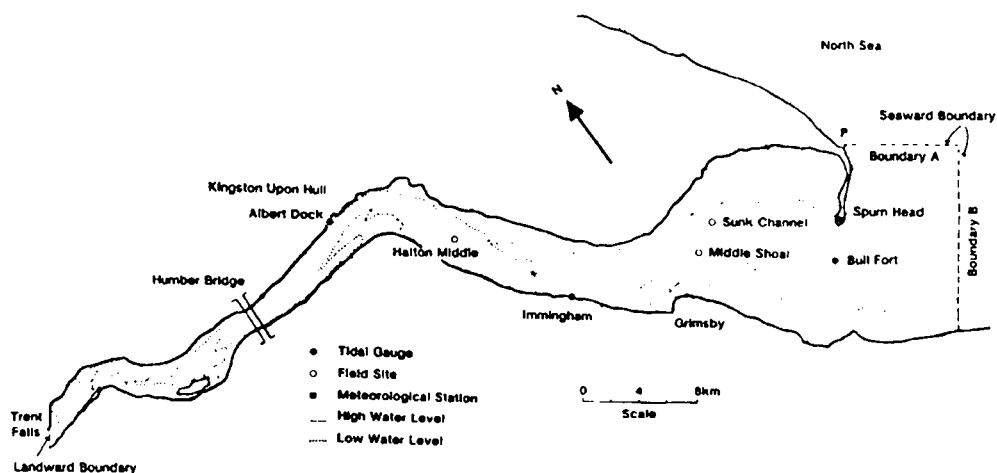 North Sea
N
Seaward Boundary
P
Boundary A
Kingston Upon Hull
Albert Dock
Sunk Channel
Spurn Head
Halton Middle
Middle Shoal
Bull Fort
Boundary B
Humber Bridge
Immingham
Grimsby
Tidal Gauge
Field Site
Meteorological Station
High Water Level
Low Water Level
0 4 8km
Scale
Trent
Falls
Landward Boundary